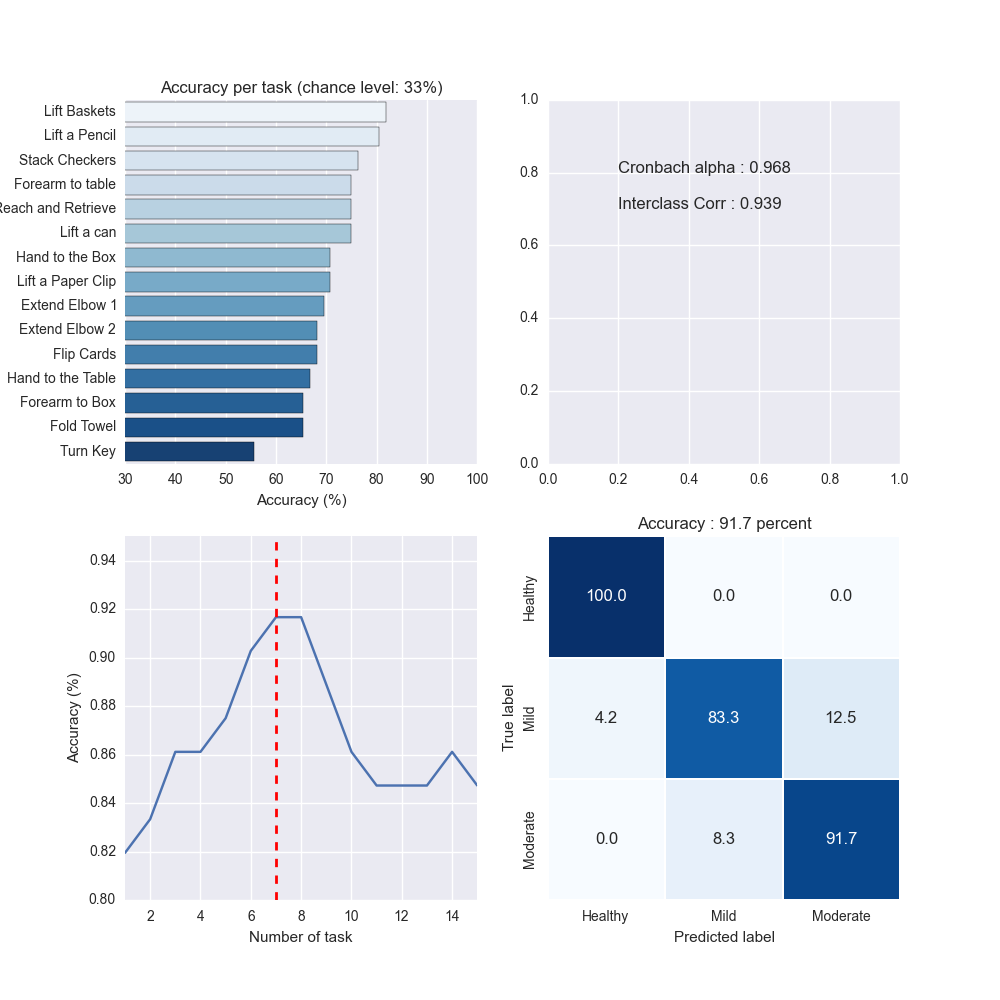 Accuracy per task (chance level: 33%)
Lift Baskets
Lift a Pencil
Stack Checkers
Forearm to table
Reach and Retrieve
Lift a can
Hand to the Box
Lift a Paper Clip
Extend Elbow 1
Extend Elbow 2
Flip Cards
Hand to the Table
Forearm to Box
Fold Towel
Turn Key
30 40 50 60 70 80 90 100
Accuracy (%)
1.0
0.8
0.6
0.4
0.2
0.0
Cronbach alpha : 0.968
Interclass Corr : 0.939
0.0 0.2 0.4 0.6 0.8 1.0
0.94
0.92
0.90
0.88
0.86
0.84
0.82
0.80
Accuracy (%)
2 4 6 8 10 12 14
Number of task
Accuracy : 91.7 percent
True label
Healthy
100.0 0.0 0.0
Mild
4.2 83.3 12.5
Moderate
0.0 8.3 91.7
Healthy Mild Moderate
Predicted label